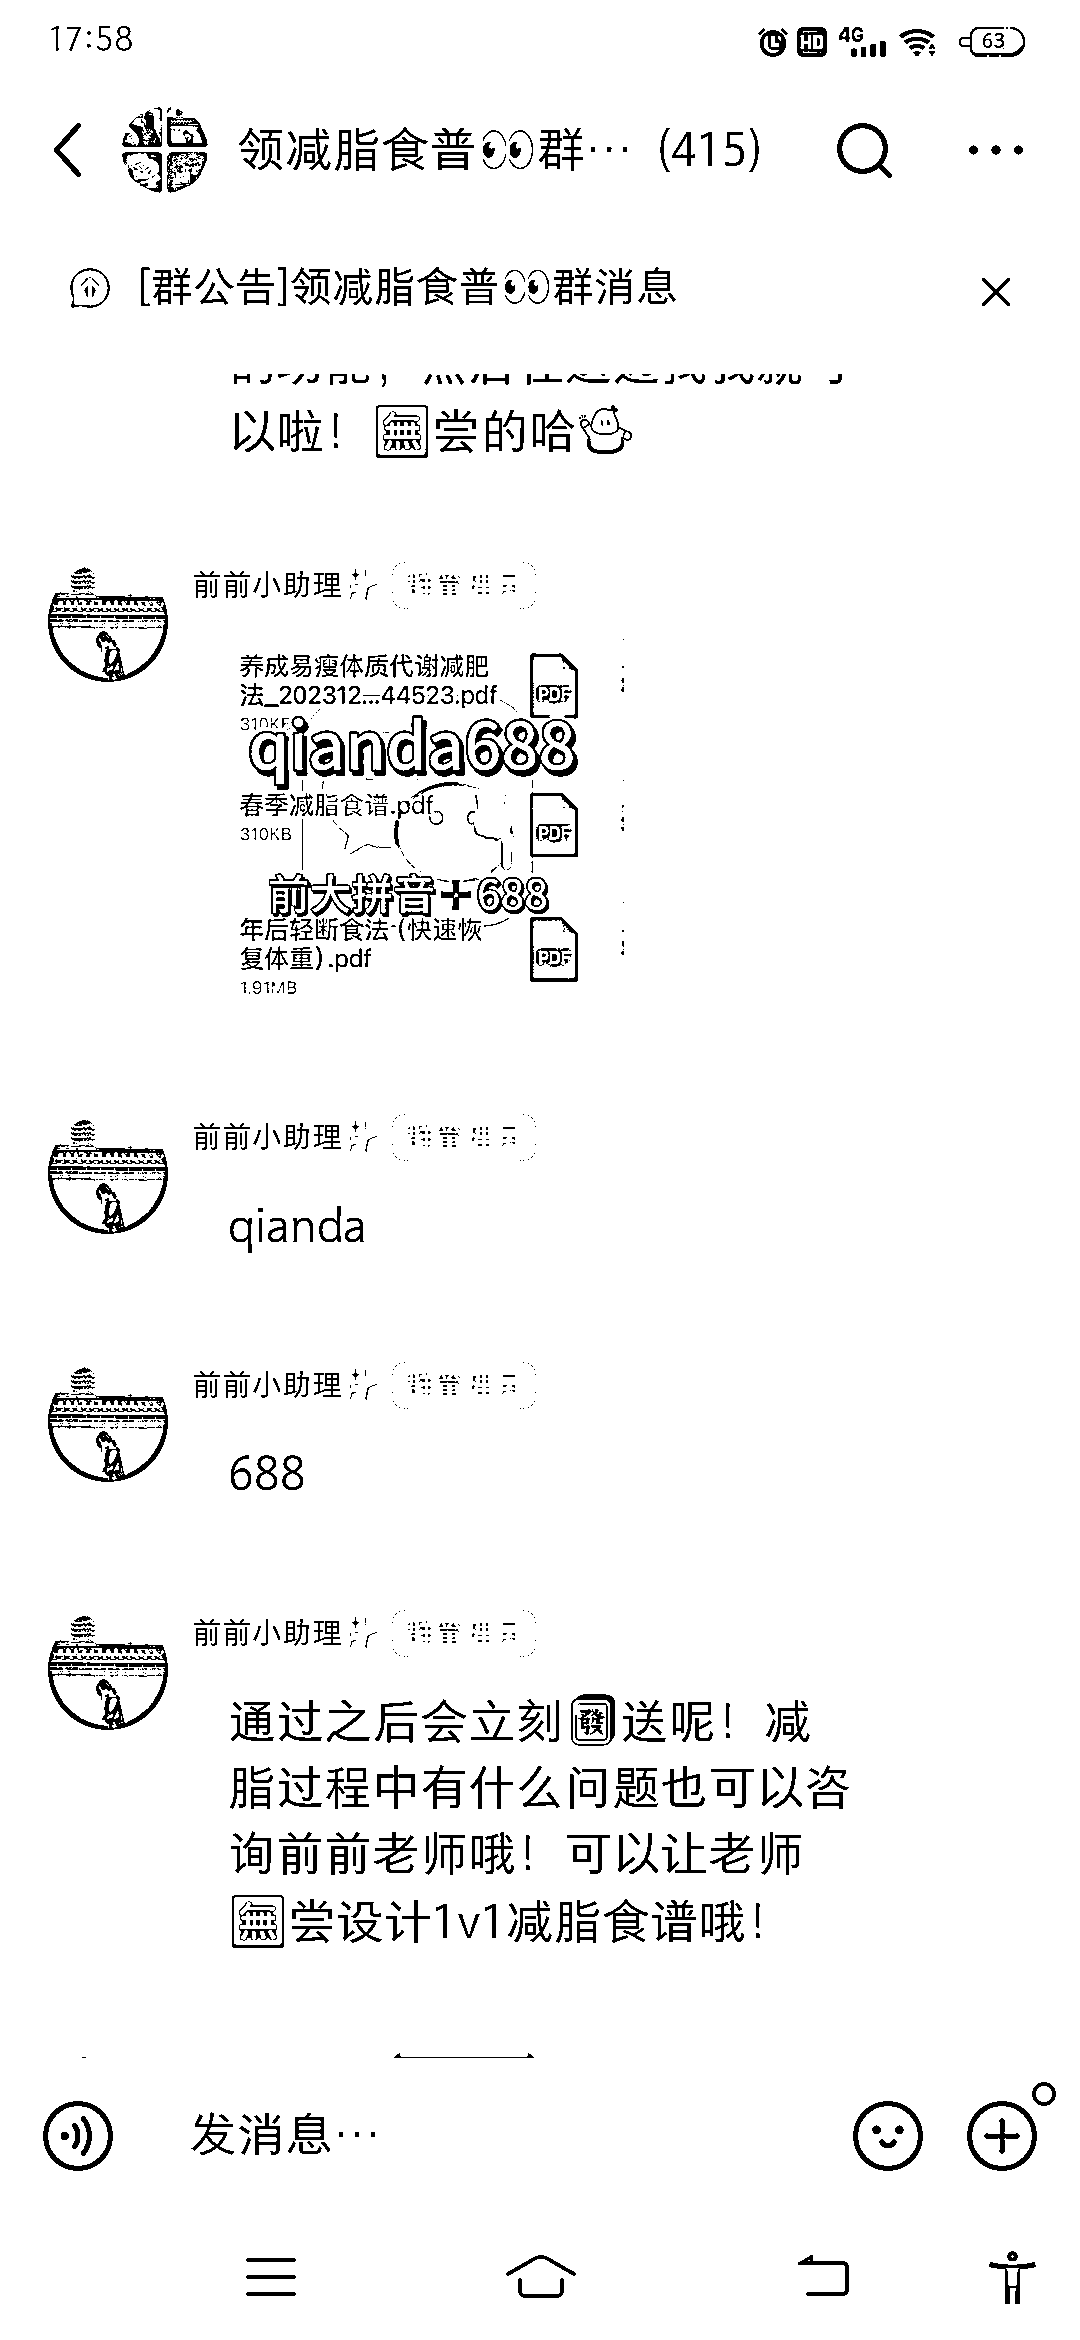 17:58
HD 4G 63
领减脂食普👀群… (415)
[群公告]领减脂食普👀群消息
以啦！🈚尝的哈
前前小助理
养成易瘦体质代谢减肥
法_202312...44523.pdf
310KB
qianda688
春季减脂食谱.pdf
310KB
前大拼音+688
年后轻断食法 (快速恢
复体重).pdf
1.91MB
PDF
PDF
PDF
前前小助理
qianda
前前小助理
688
前前小助理
通过之后会立刻🀅送呢！减
脂过程中有什么问题也可以咨
询前前老师哦！可以让老师
🈚尝设计1v1减脂食谱哦！
发消息…